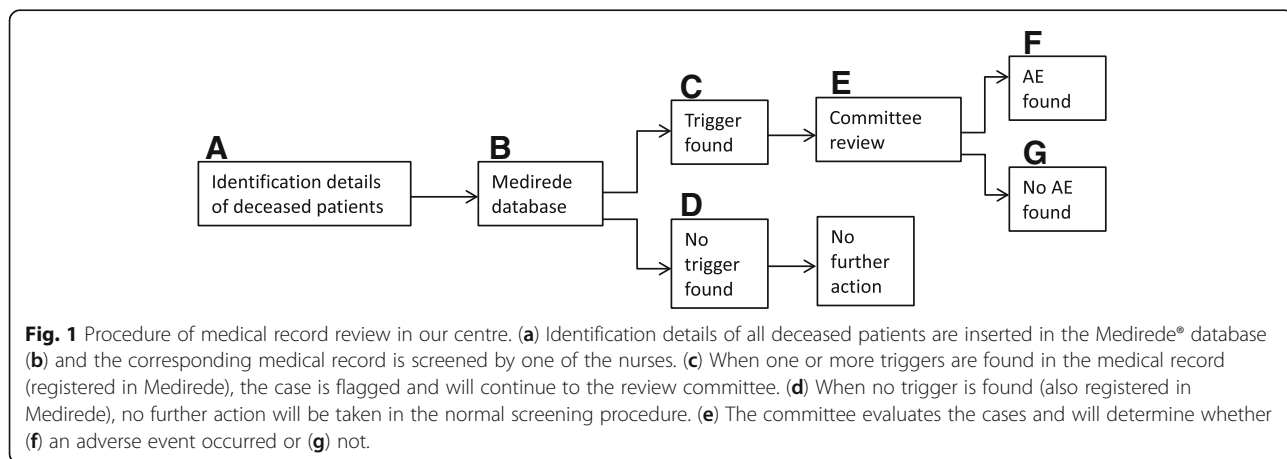 A
Identification details
of deceased patients
B
Medirede
database
C
Trigger
found
D
No
trigger
found
No
further
action
E
Committee
review
F
AE
found
G
No AE
found
Fig. 1 Procedure of medical record review in our centre. (a) Identification details of all deceased patients are inserted in the Medirede® database
(b) and the corresponding medical record is screened by one of the nurses. (c) When one or more triggers are found in the medical record
(registered in Medirede), the case is flagged and will continue to the review committee. (d) When no trigger is found (also registered in
Medirede), no further action will be taken in the normal screening procedure. (e) The committee evaluates the cases and will determine whether
(f) an adverse event occurred or (g) not.